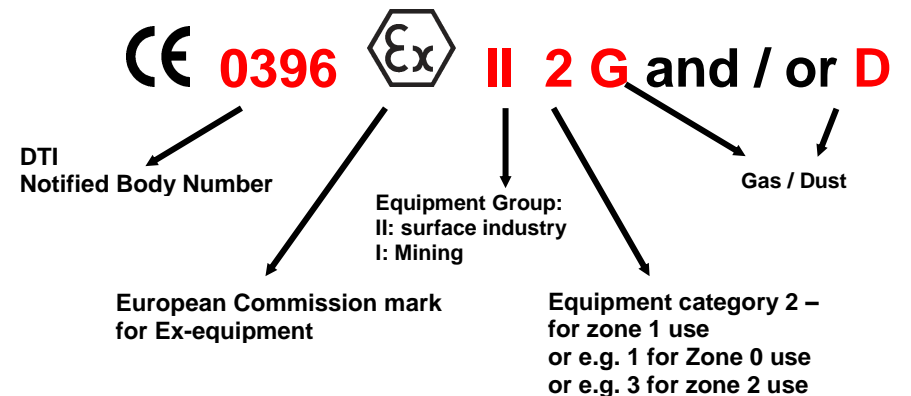 CE 0396 Ex II 2 G and / or D
DTI
Notified Body Number
Gas / Dust
Equipment Group:
II: surface industry
I: Mining
European Commission mark
for Ex-equipment
Equipment category 2 –
for zone 1 use
or e.g. 1 for Zone 0 use
or e.g. 3 for zone 2 use